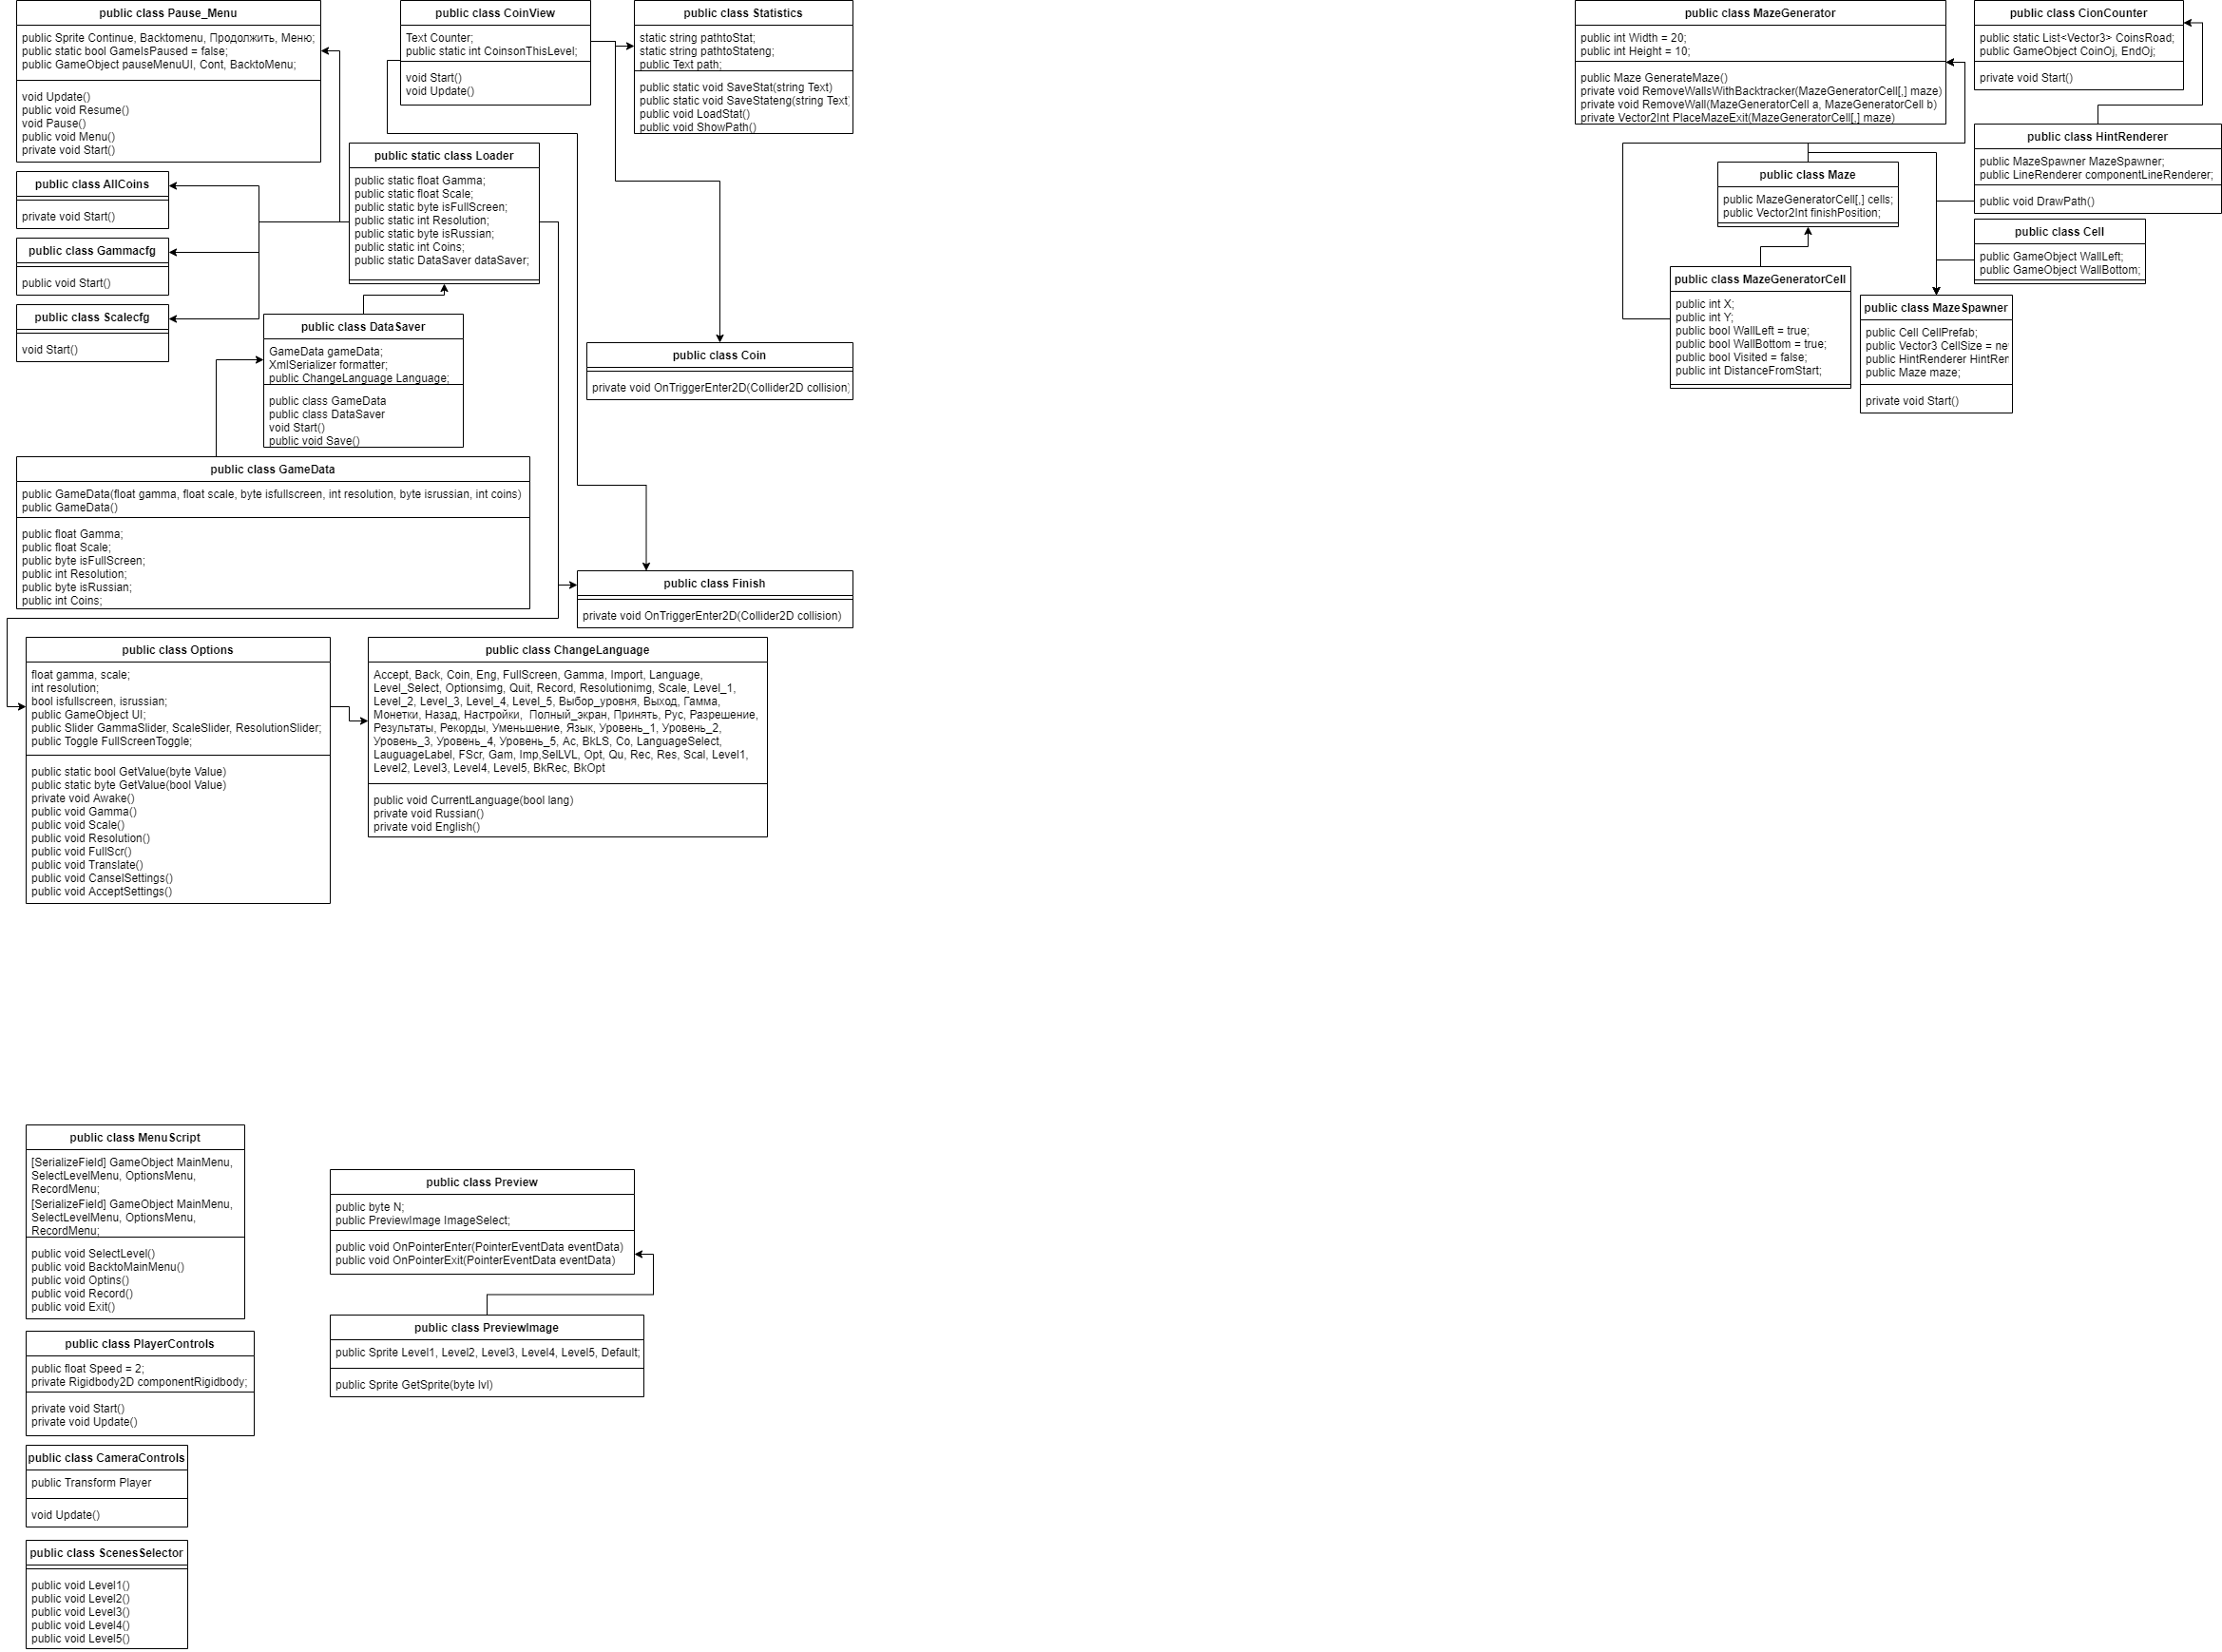 public class Pause_Menu
public Sprite Continue, Backtomenu, Продолжить, Меню;
public static bool GameIsPaused = false;
public GameObject pauseMenuUI, Cont, BacktoMenu;
void Update()
public void Resume()
void Pause()
public void Menu()
private void Start()
public class AllCoins
private void Start()
public class Gammacfg
public void Start()
public class Scalecfg
void Start()
public class CoinView
Text Counter;
public static int CoinsonThisLevel;
void Start()
void Update()
public class Statistics
static string pathtoStat;
static string pathtoStateng;
public Text path;
public static void SaveStat(string Text)
public static void SaveStateng(string Text
public void LoadStat()
public void ShowPath()
public static class Loader
public static float Gamma;
public static float Scale;
public static byte isFullScreen;
public static int Resolution;
public static byte isRussian;
public static int Coins;
public static DataSaver dataSaver;
public class DataSaver
GameData gameData;
XmlSerializer formatter;
public ChangeLanguage Language;
public class GameData
public class DataSaver
void Start()
public void Save()
public class Coin
private void OnTriggerEnter2D(Collider2D collision)
public class GameData
public GameData(float gamma, float scale, byte isfullscreen, int resolution, byte isrussian, int coins)
public GameData()
public float Gamma;
public float Scale;
public byte isFullScreen;
public int Resolution;
public byte isRussian;
public int Coins;
public class Finish
private void OnTriggerEnter2D(Collider2D collision)
public class Options
float gamma, scale;
int resolution;
bool isfullscreen, isrussian;
public GameObject UI;
public Slider GammaSlider, ScaleSlider, ResolutionSlider;
public Toggle FullScreenToggle;
public static bool GetValue(byte Value)
public static byte GetValue(bool Value)
private void Awake()
public void Gamma()
public void Scale()
public void Resolution()
public void FullScr()
public void Translate()
public void CanselSettings()
public void AcceptSettings()
public class ChangeLanguage
Accept, Back, Coin, Eng, FullScreen, Gamma, Import, Language,
Level_Select, Optionsimg, Quit, Record, Resolutionimg, Scale, Level_1,
Level_2, Level_3, Level_4, Level_5, Выбор_уровня, Выход, Гамма,
Монетки, Назад, Настройки,  Полный_экран, Принять, Рус, Разрешение,
Результаты, Рекорды, Уменьшение, Язык, Уровень_1, Уровень_2,
Уровень_3, Уровень_4, Уровень_5, Ac, BkLS, Co, LanguageSelect,
LauguageLabel, FScr, Gam, Imp,SelLVL, Opt, Qu, Rec, Res, Scal, Level1,
Level2, Level3, Level4, Level5, BkRec, BkOpt
public void CurrentLanguage(bool lang)
private void Russian()
private void English()
public class MazeGenerator
public int Width = 20;
public int Height = 10;
public Maze GenerateMaze()
private void RemoveWallsWithBacktracker(MazeGeneratorCell[,] maze)
private void RemoveWall(MazeGeneratorCell a, MazeGeneratorCell b)
private Vector2Int PlaceMazeExit(MazeGeneratorCell[,] maze)
public class CionCounter
public static List<Vector3> CoinsRoad;
public GameObject CoinOj, EndOj;
private void Start()
public class HintRenderer
public MazeSpawner MazeSpawner;
public LineRenderer componentLineRenderer;
public void DrawPath()
public class Maze
public MazeGeneratorCell[,] cells;
public Vector2Int finishPosition;
public class Cell
public GameObject WallLeft;
public GameObject WallBottom;
public class MazeGeneratorCell
public int X;
public int Y;
public bool WallLeft = true;
public bool WallBottom = true;
public bool Visited = false;
public int DistanceFromStart;
public class MazeSpawner
public Cell CellPrefab;
public Vector3 CellSize = ne
public HintRenderer HintRer
public Maze maze;
private void Start()
public class MenuScript
[SerializeField] GameObject MainMenu,
SelectLevelMenu, OptionsMenu,
RecordMenu;
[SerializeField] GameObject MainMenu,
SelectLevelMenu, OptionsMenu,
RecordMenu;
public void SelectLevel()
public void BacktoMainMenu()
public void Optins()
public void Record()
public void Exit()
public class Preview
public byte N;
public PreviewImage ImageSelect;
public void OnPointerEnter(PointerEventData eventData)
public void OnPointerExit(PointerEventData eventData)
public class PreviewImage
public Sprite Level1, Level2, Level3, Level4, Level5, Default;
public Sprite GetSprite(byte lvl)
public class PlayerControls
public float Speed = 2;
private Rigidbody2D componentRigidbody;
private void Start()
private void Update()
public class CameraControls
public Transform Player
void Update()
public class ScenesSelector
public void Level1()
public void Level2()
public void Level3()
public void Level4()
public void Level5()